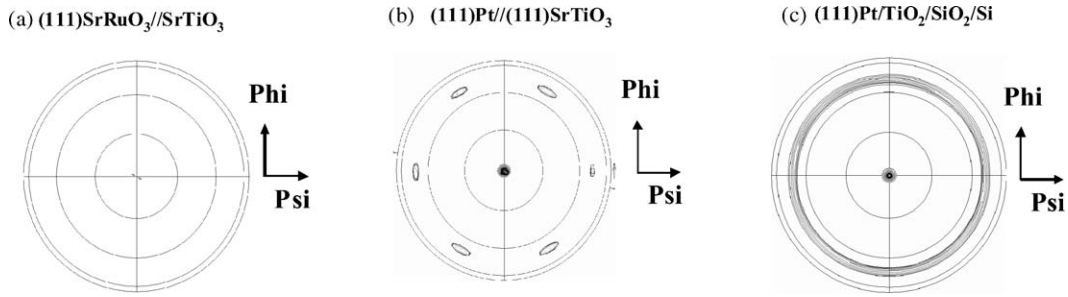 (a) (111)SrRuO₃//SrTiO₃
(b) (111)Pt//(111)SrTiO₃
(c) (111)Pt/TiO₂/SiO₂/Si
Phi
Psi
Phi
Psi
Phi
Psi